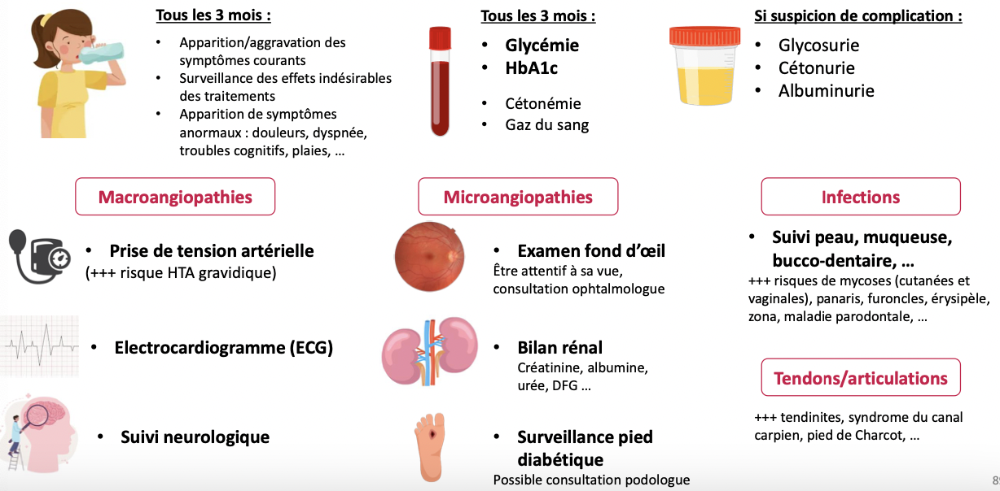 Tous les 3 mois :
• Apparition/aggravation des
symptômes courants
• Surveillance des effets indésirables
des traitements
• Apparition de symptômes
anormaux : douleurs, dyspnée,
troubles cognitifs, plaies, …
Tous les 3 mois :
• Glycémie
• HbA1c
• Cétonémie
• Gaz du sang
Si suspicion de complication :
• Glycosurie
• Cétonurie
• Albuminurie
Macroangiopathies
• Prise de tension artérielle
(+++ risque HTA gravidique)
• Electrocardiogramme (ECG)
• Suivi neurologique
Microangiopathies
• Examen fond d’œil
Être attentif à sa vue,
consultation ophtalmologue
• Bilan rénal
Créatinine, albumine,
urée, DFG …
• Surveillance pied
diabétique
Possible consultation podologue
Infections
• Suivi peau, muqueuse,
bucco-dentaire, …
+++ risques de mycoses (cutanées et
vaginales), panaris, furoncles, érysipèle,
zona, maladie parodontale, …
Tendons/articulations
+++ tendinites, syndrome du canal
carpien, pied de Charcot, …